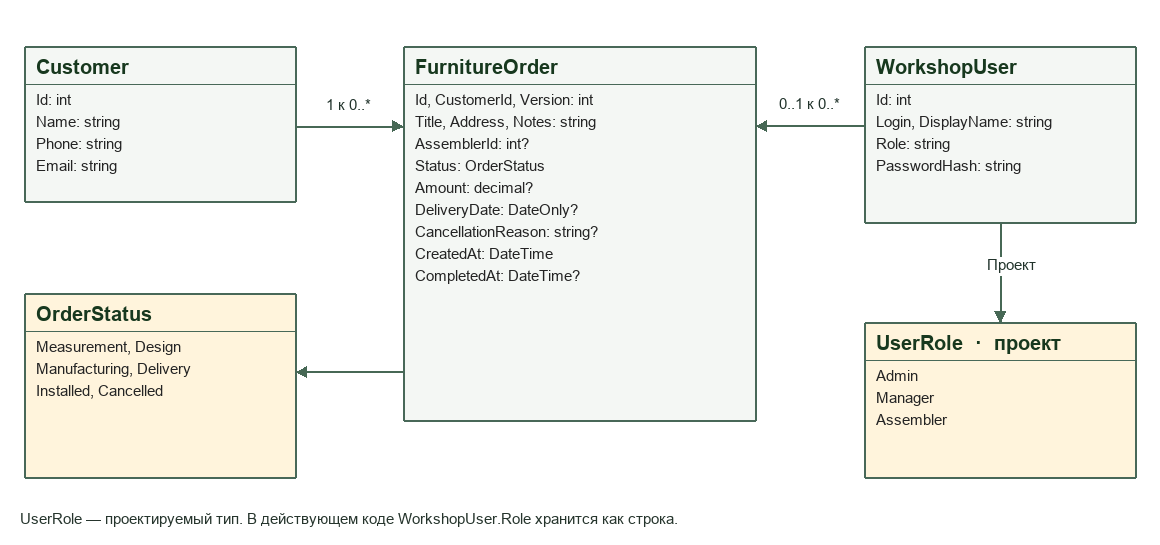 Customer
Id: int
Name: string
Phone: string
Email: string
1 к 0..*
FurnitureOrder
Id, CustomerId, Version: int
Title, Address, Notes: string
AssemblerId: int?
Status: OrderStatus
Amount: decimal?
DeliveryDate: DateOnly?
CancellationReason: string?
CreatedAt: DateTime
CompletedAt: DateTime?
0..1 к 0..*
WorkshopUser
Id: int
Login, DisplayName: string
Role: string
PasswordHash: string
Проект
OrderStatus
Measurement, Design
Manufacturing, Delivery
Installed, Cancelled
UserRole · проект
Admin
Manager
Assembler
UserRole — проектируемый тип. В действующем коде WorkshopUser.Role хранится как строка.